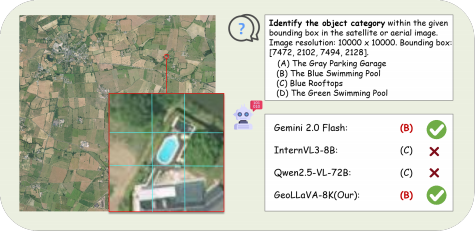 ?
Identify the object category within the given
bounding box in the satellite or aerial image.
Image resolution: 10000 x 10000. Bounding box:
[7472, 2102, 7494, 2128].
(A) The Gray Parking Garage
(B) The Blue Swimming Pool
(C) Blue Rooftops
(D) The Green Swimming Pool
Gemini 2.0 Flash: (B)
InternVL3-8B: (C)
Qwen2.5-VL-72B: (C)
GeoLLaVA-8K(Our): (B)